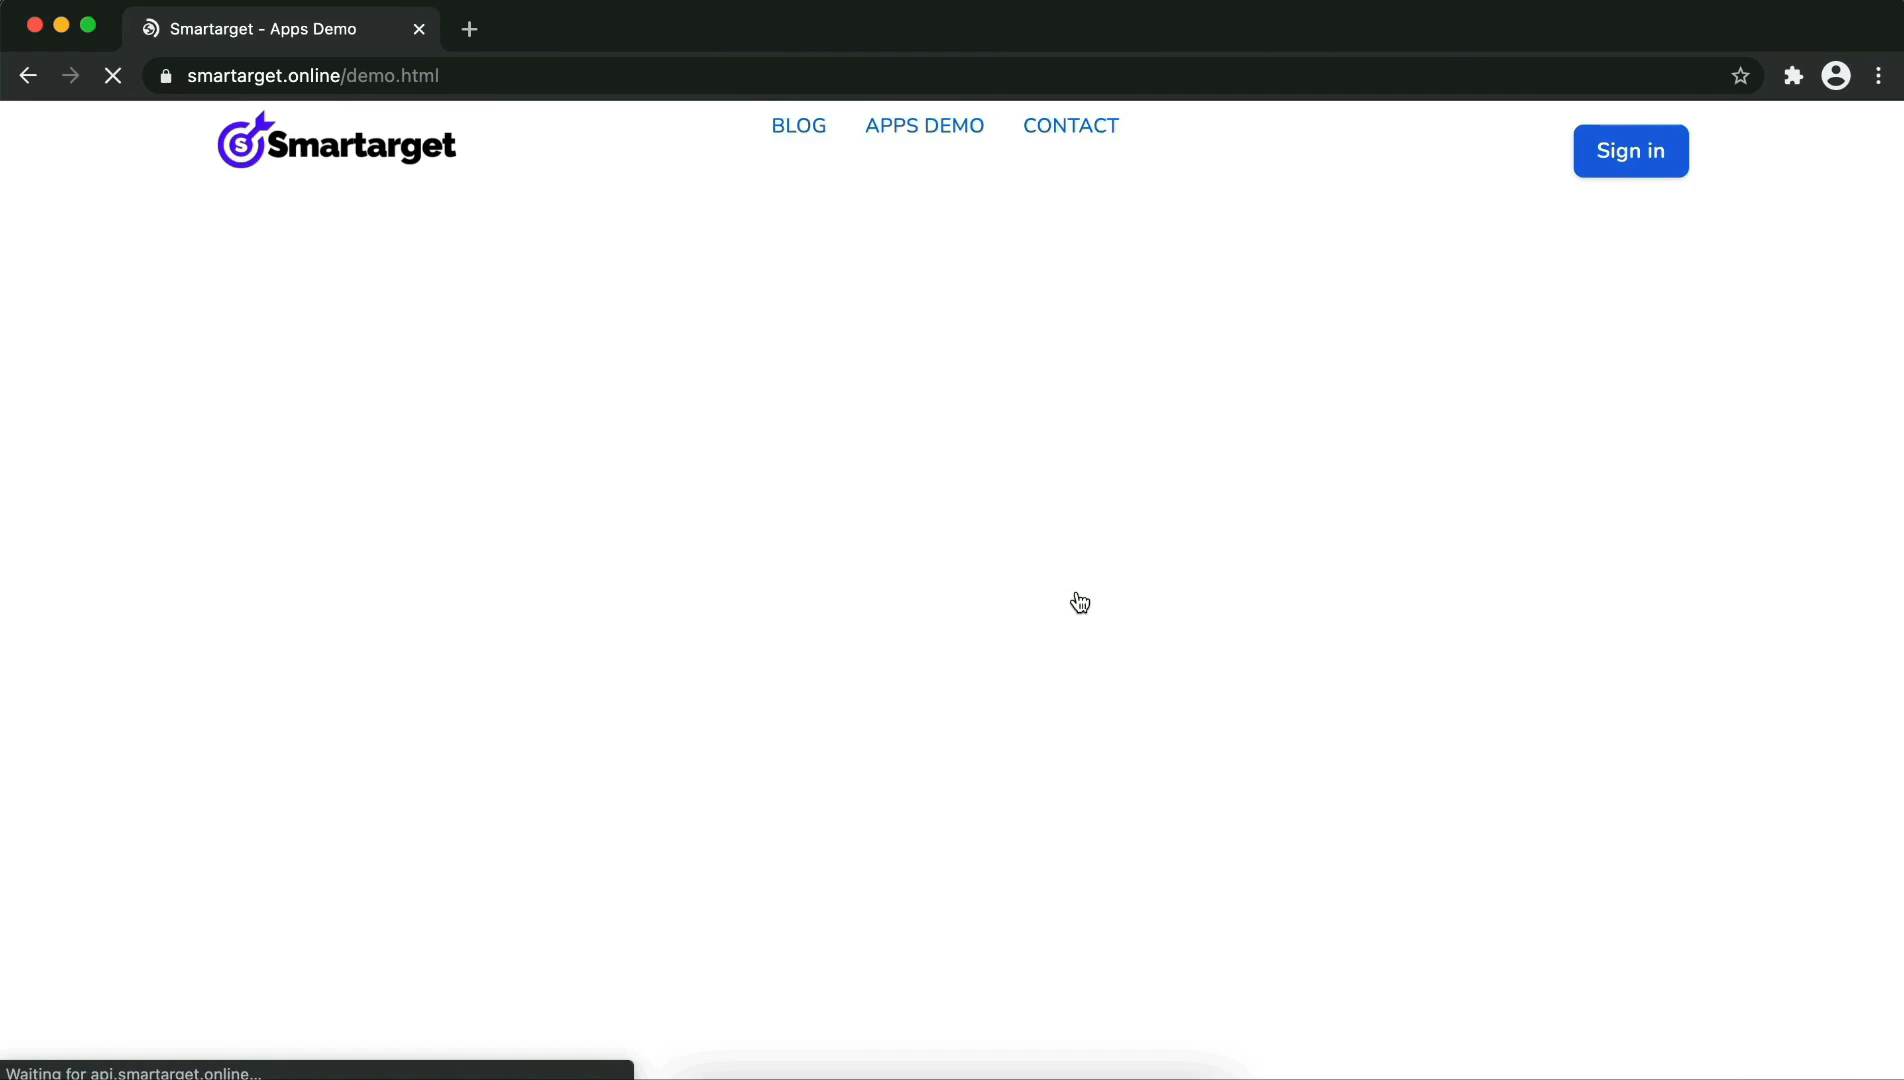 Smartarget - Apps Demo
smartarget.online/demo.html
Smartarget
BLOG
APPS DEMO
CONTACT
Sign in
Waiting for api.smartarget.online...